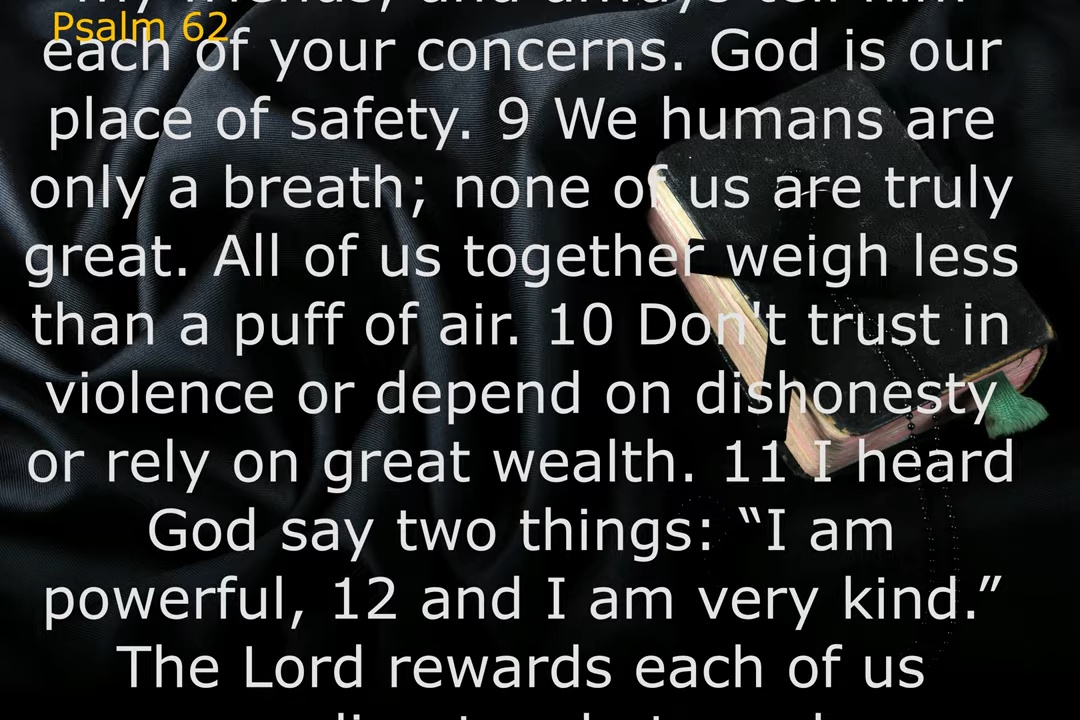 Psalm 62
my friends, and always tell him
each of your concerns. God is our
place of safety. 9 We humans are
only a breath; none of us are truly
great. All of us together weigh less
than a puff of air. 10 Don't trust in
violence or depend on dishonesty
or rely on great wealth. 11 I heard
God say two things: “I am
powerful, 12 and I am very kind.”
The Lord rewards each of us